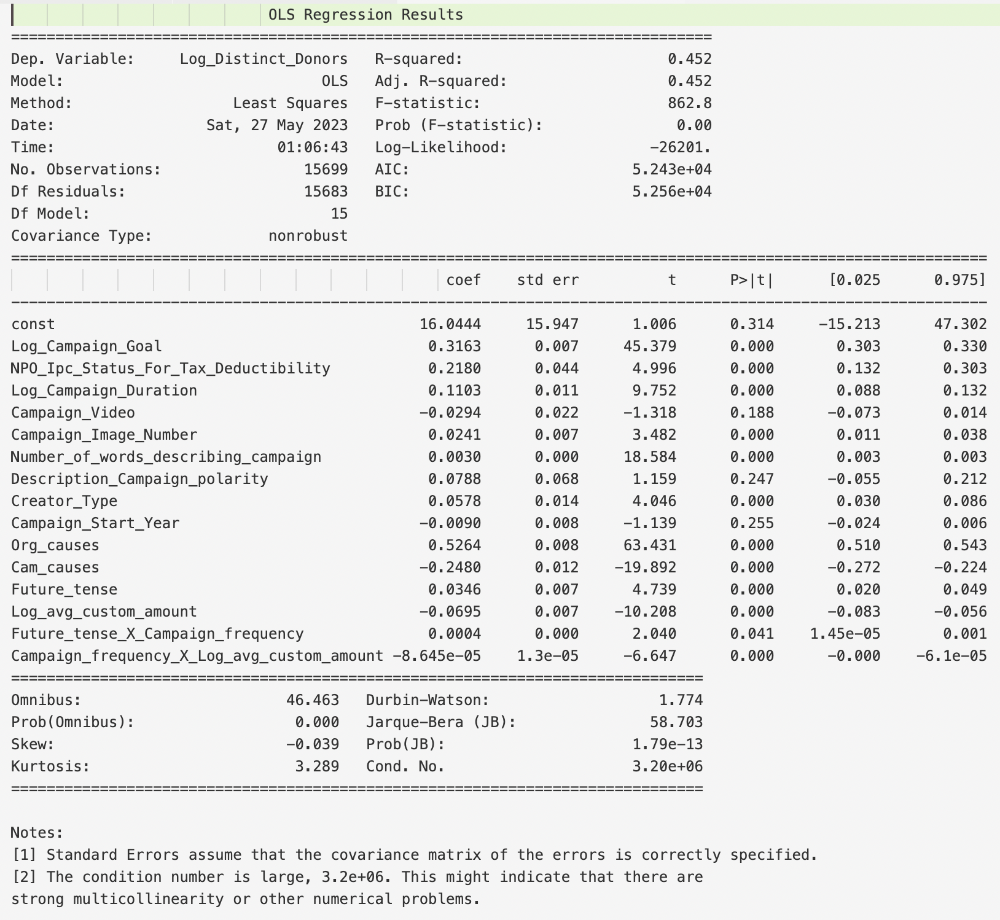 OLS Regression Results
==============================================================================
Dep. Variable: Log_Distinct_Donors R-squared: 0.452
Model: OLS Adj. R-squared: 0.452
Method: Least Squares F-statistic: 862.8
Date: Sat, 27 May 2023 Prob (F-statistic): 0.00
Time: 01:06:43 Log-Likelihood: -26201.
No. Observations: 15699 AIC: 5.243e+04
Df Residuals: 15683 BIC: 5.256e+04
Df Model: 15
Covariance Type: nonrobust
==============================================================================================================
coef std err t P>|t| [0.025 0.975]
--------------------------------------------------------------------------------------------------------------
const 16.0444 15.947 1.006 0.314 -15.213 47.302
Log_Campaign_Goal 0.3163 0.007 45.379 0.000 0.303 0.330
NPO_Ipc_Status_For_Tax_Deductibility 0.2180 0.044 4.996 0.000 0.132 0.303
Log_Campaign_Duration 0.1103 0.011 9.752 0.000 0.088 0.132
Campaign_Video -0.0294 0.022 -1.318 0.188 -0.073 0.014
Campaign_Image_Number 0.0241 0.007 3.482 0.000 0.011 0.038
Number_of_words_describing_campaign 0.0030 0.000 18.584 0.000 0.003 0.003
Description_Campaign_polarity 0.0788 0.068 1.159 0.247 -0.055 0.212
Creator_Type 0.0578 0.014 4.046 0.000 0.030 0.086
Campaign_Start_Year -0.0090 0.008 -1.139 0.255 -0.024 0.006
Org_causes 0.5264 0.008 63.431 0.000 0.510 0.543
Cam_causes -0.2480 0.012 -19.892 0.000 -0.272 -0.224
Future_tense 0.0346 0.007 4.739 0.000 0.020 0.049
Log_avg_custom_amount -0.0695 0.007 -10.208 0.000 -0.083 -0.056
Future_tense_X_Campaign_frequency 0.0004 0.000 2.040 0.041 1.45e-05 0.001
Campaign_frequency_X_Log_avg_custom_amount -8.645e-05 1.3e-05 -6.647 0.000 -0.000 -6.1e-05
==============================================================================
Omnibus: 46.463 Durbin-Watson: 1.774
Prob(Omnibus): 0.000 Jarque-Bera (JB): 58.703
Skew: -0.039 Prob(JB): 1.79e-13
Kurtosis: 3.289 Cond. No. 3.20e+06
==============================================================================
Notes:
[1] Standard Errors assume that the covariance matrix of the errors is correctly specified.
[2] The condition number is large, 3.2e+06. This might indicate that there are
strong multicollinearity or other numerical problems.